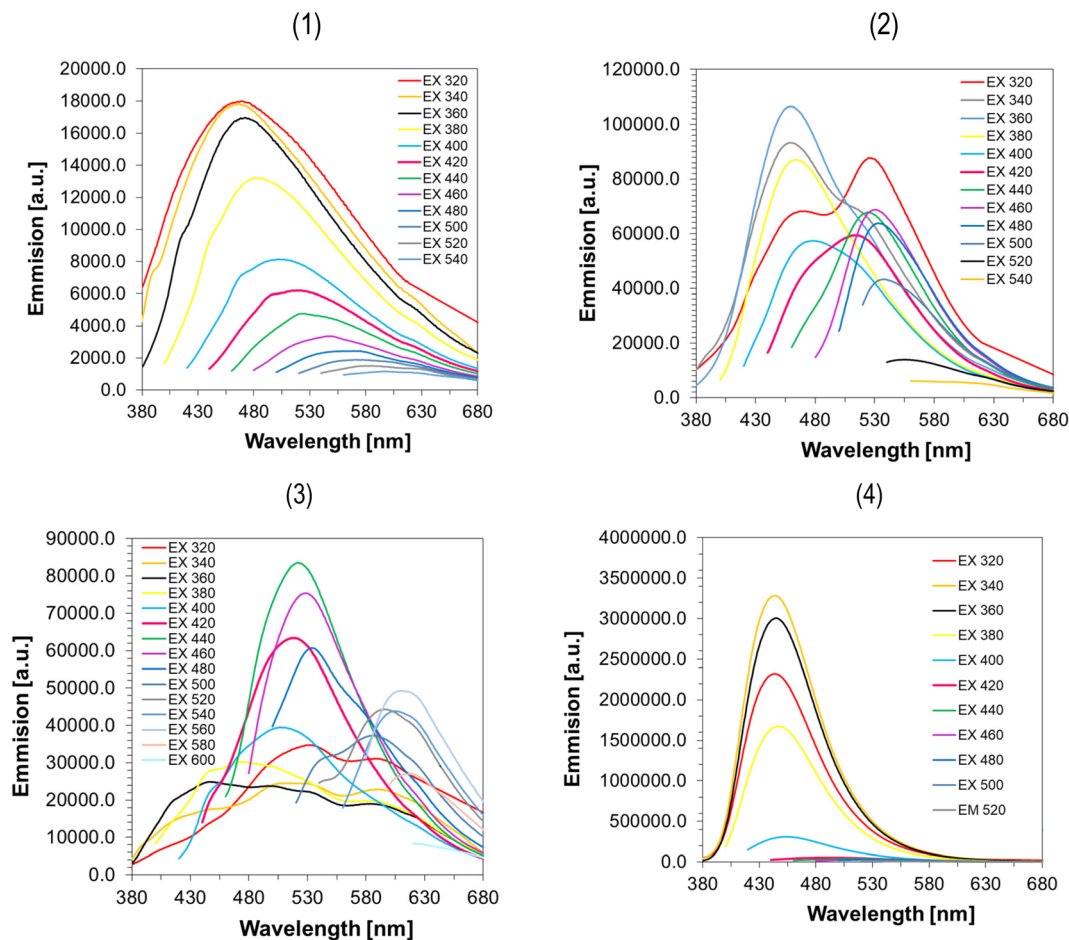 (1)
20000.0
18000.0
16000.0
14000.0
12000.0
10000.0
8000.0
6000.0
4000.0
2000.0
0.0
Emmision [a.u.]
380 430 480 530 580 630 680
Wavelength [nm]
EX 320
EX 340
EX 360
EX 380
EX 400
EX 420
EX 440
EX 460
EX 480
EX 500
EX 520
EX 540
(2)
120000.0
100000.0
80000.0
60000.0
40000.0
20000.0
0.0
Emmision [a.u.]
380 430 480 530 580 630 680
Wavelength [nm]
EX 320
EX 340
EX 360
EX 380
EX 400
EX 420
EX 440
EX 460
EX 480
EX 500
EX 520
EX 540
(3)
90000.0
80000.0
70000.0
60000.0
50000.0
40000.0
30000.0
20000.0
10000.0
0.0
Emmision [a.u.]
380 430 480 530 580 630 680
Wavelength [nm]
EX 320
EX 340
EX 360
EX 380
EX 400
EX 420
EX 440
EX 460
EX 480
EX 500
EX 520
EX 540
EX 560
EX 580
EX 600
(4)
4000000.0
3500000.0
3000000.0
2500000.0
2000000.0
1500000.0
1000000.0
500000.0
0.0
Emmision [a.u.]
380 430 480 530 580 630 680
Wavelength [nm]
EX 320
EX 340
EX 360
EX 380
EX 400
EX 420
EX 440
EX 460
EX 480
EX 500
EM 520